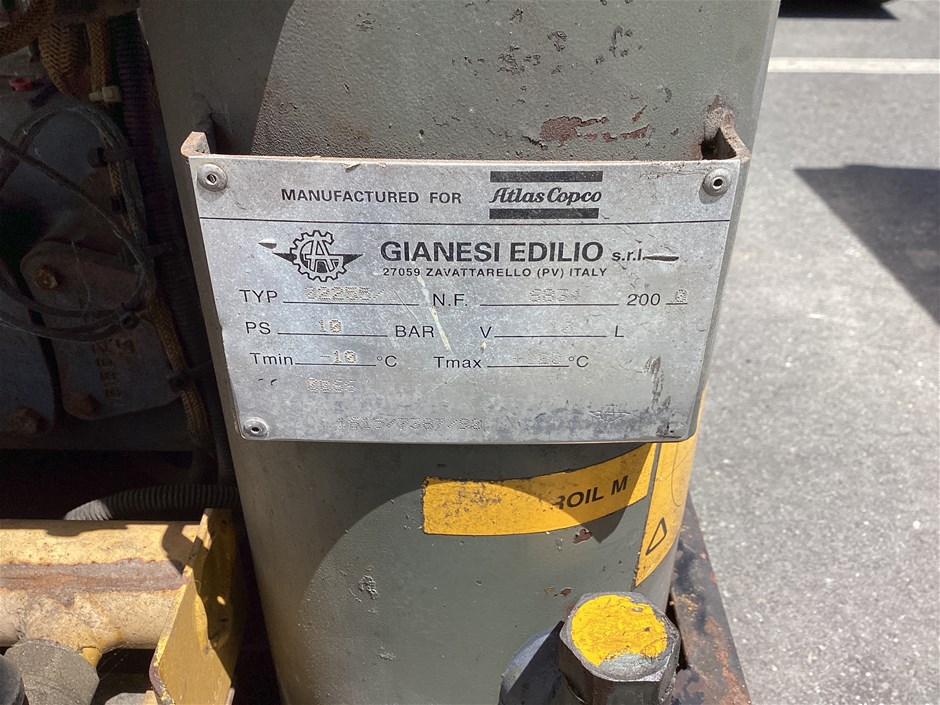 MANUFACTURED FOR Atlas Copco
GIANESI EDILIO s.r.l.
27059 ZAVATTARELLO (PV) ITALY
TYP N.F. 200 0
PS 10 BAR V L
Tmin -10 °C Tmax °C
ROIL M